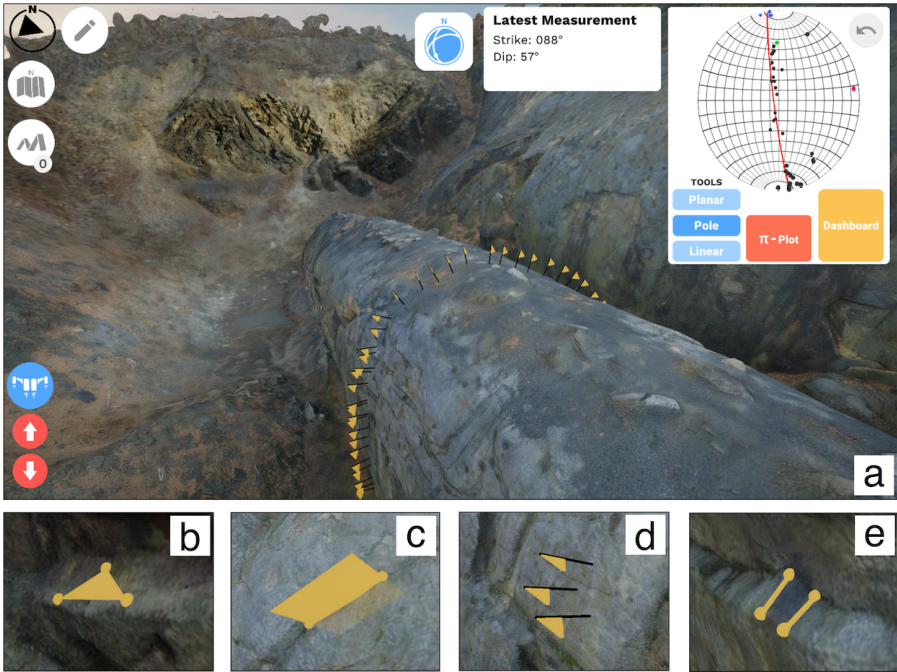 N
N
0
N
Latest Measurement
Strike: 088°
Dip: 57°
TOOLS
Planar
Pole
Linear
π - Plot
Dashboard
a
b
c
d
e